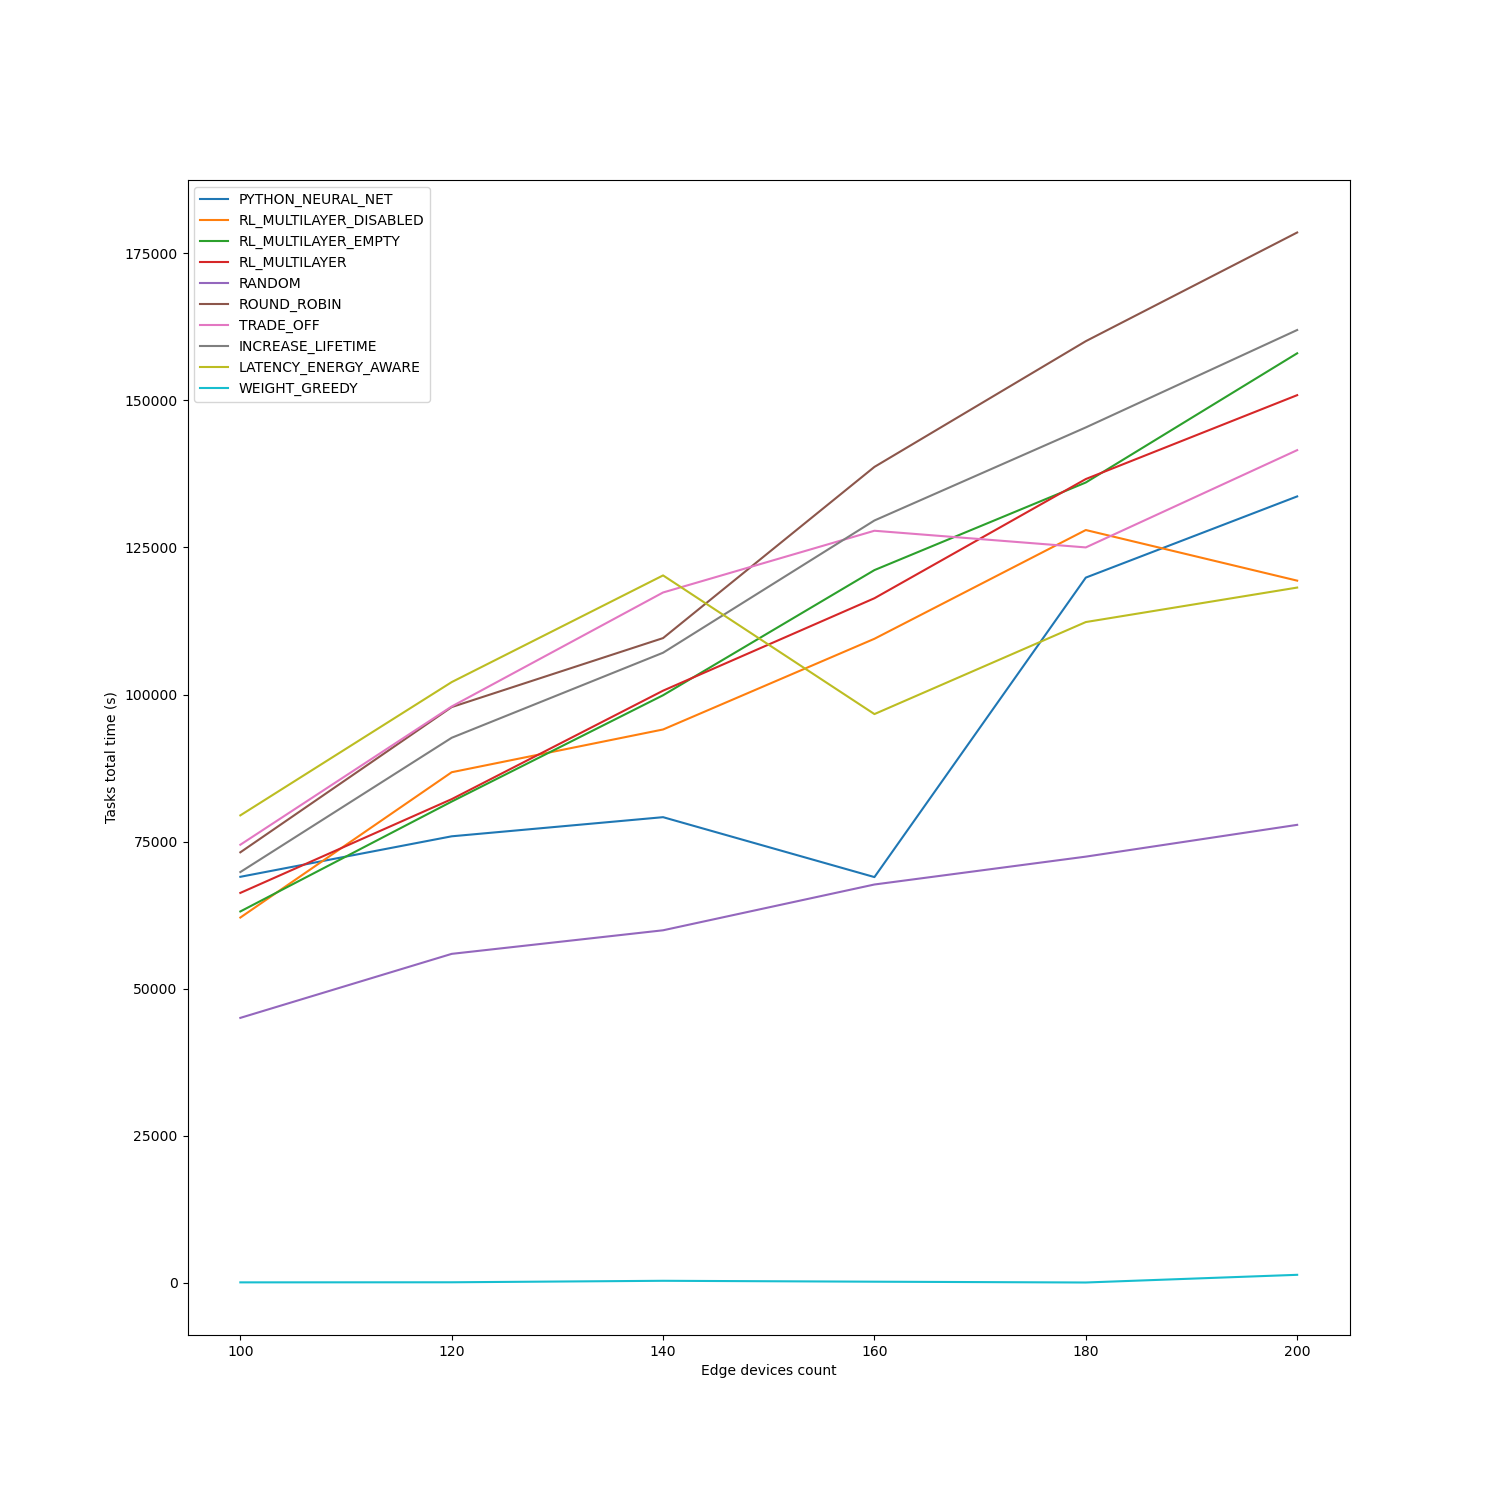 PYTHON_NEURAL_NET
RL_MULTILAYER_DISABLED
RL_MULTILAYER_EMPTY
RL_MULTILAYER
RANDOM
ROUND_ROBIN
TRADE_OFF
INCREASE_LIFETIME
LATENCY_ENERGY_AWARE
WEIGHT_GREEDY
175000
150000
125000
100000
75000
50000
25000
0
Tasks total time (s)
100 120 140 160 180 200
Edge devices count